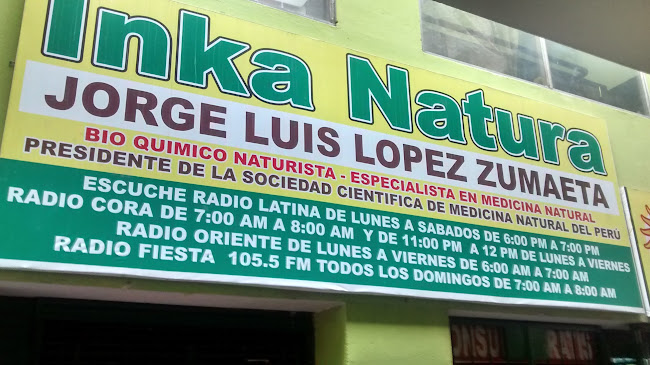 Inka Natura
JORGE LUIS LOPEZ ZUMAETA
BIO QUIMICO NATURISTA - ESPECIALISTA EN MEDICINA NATURAL
PRESIDENTE DE LA SOCIEDAD CIENTIFICA DE MEDICINA NATURAL DEL PERÚ
ESCUCHE RADIO LATINA DE LUNES A SABADOS DE 6:00 PM A 7:00 PM
RADIO CORA DE 7:00 AM A 8:00 AM Y DE 11:00 PM A 12 PM DE LUNES A VIERNES
RADIO ORIENTE DE LUNES A VIERNES DE 6:00 AM A 7:00 AM
RADIO FIESTA 105.5 FM TODOS LOS DOMINGOS DE 7:00 AM A 8:00 AM